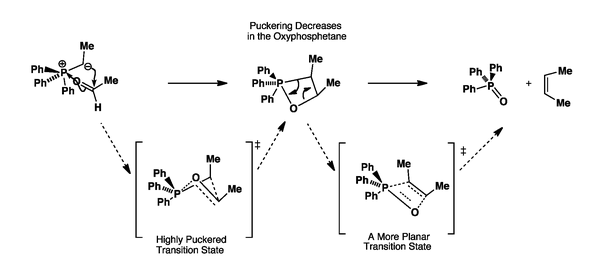 Puckering Decreases
in the Oxyphosphetane
Me
⊕
Ph
P
⊖
Ph
Ph
O
Me
H
Me
Ph
Ph
P
Me
Ph
O
Ph
Ph
P
Ph
O
+
Me
Me
‡
Me
O
Ph
Ph
P
Me
Ph
Highly Puckered
Transition State
‡
Me
Me
Ph
Ph
P
Ph
O
A More Planar
Transition State